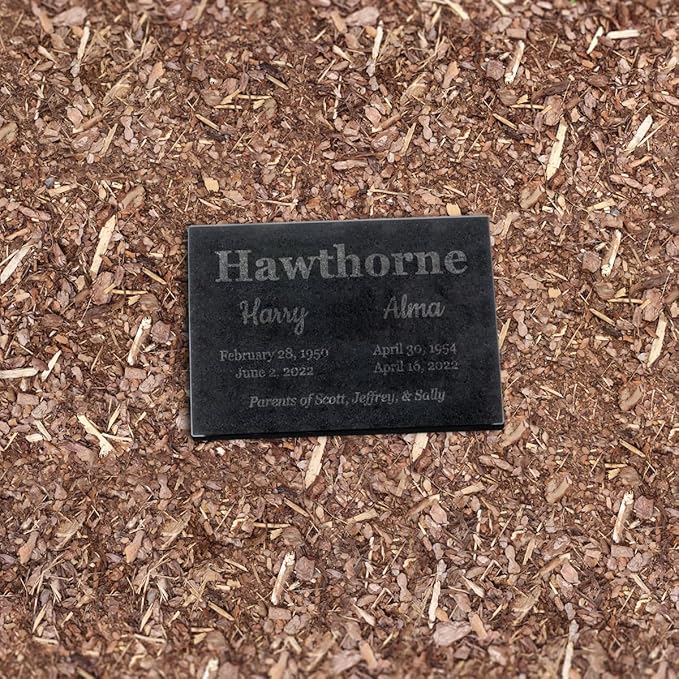 Hawthorne
Harry Alma
February 28, 1950 April 30, 1954
June 2, 2022 April 16, 2022
Parents of Scott, Jeffrey, & Sally